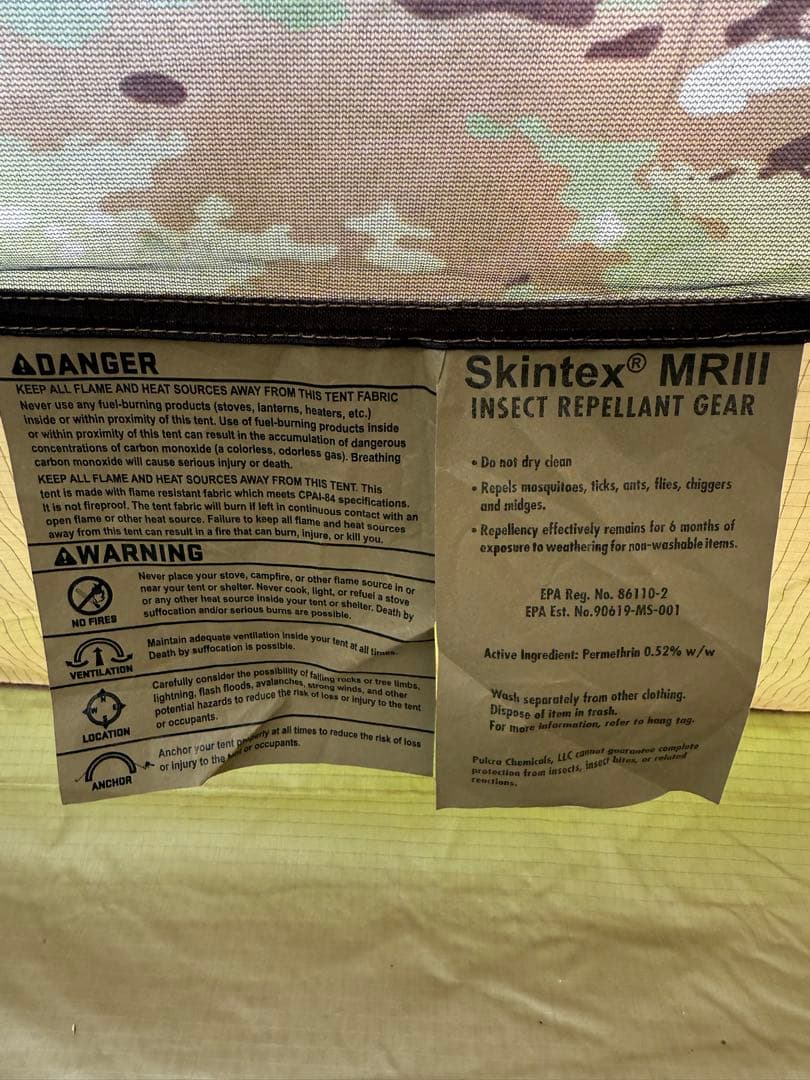 DANGER
KEEP ALL FLAME AND HEAT SOURCES AWAY FROM THIS TENT FABRIC
Never use any fuel-burning products (stoves, lanterns, heaters, etc.)
inside or within proximity of this tent. Use of fuel-burning products inside
or within proximity of this tent can result in the accumulation of dangerous
concentrations of carbon monoxide (a colorless, odorless gas). Breathing
carbon monoxide will cause serious injury or death.
KEEP ALL FLAME AND HEAT SOURCES AWAY FROM THIS TENT. This
tent is made with flame resistant fabric which meets CPAI-84 specifications.
It is not fireproof. The tent fabric will burn if left in continuous contact with an
open flame or other heat source. Failure to keep all flame and heat sources
away from this tent can result in a fire that can burn, injure, or kill you.
WARNING
NO FIRES
Never place your stove, campfire, or other flame source in or
near your tent or shelter. Never cook, light, or refuel a stove
or any other heat source inside your tent or shelter. Death by
suffocation and/or serious burns are possible.
VENTILATION
Maintain adequate ventilation inside your tent at all times.
Death by suffocation is possible.
N
W E
S
LOCATION
Carefully consider the possibility of falling rocks or tree limbs,
lightning, flash floods, avalanches, strong winds, and other
potential hazards to reduce the risk of loss or injury to the tent
or occupants.
ANCHOR
Anchor your tent properly at all times to reduce the risk of loss
or injury to the tent or occupants.
Skintex® MRIII
INSECT REPELLANT GEAR
• Do not dry clean
• Repels mosquitoes, ticks, ants, flies, chiggers
and midges.
• Repellency effectively remains for 6 months of
exposure to weathering for non-washable items.
EPA Reg. No. 86110-2
EPA Est. No.90619-MS-001
Active Ingredient: Permethrin 0.52% w/w
Wash separately from other clothing.
Dispose of item in trash.
For more information, refer to hang tag.
Pulcra Chemicals, LLC cannot guarantee complete
protection from insects, insect bites, or related
reactions.